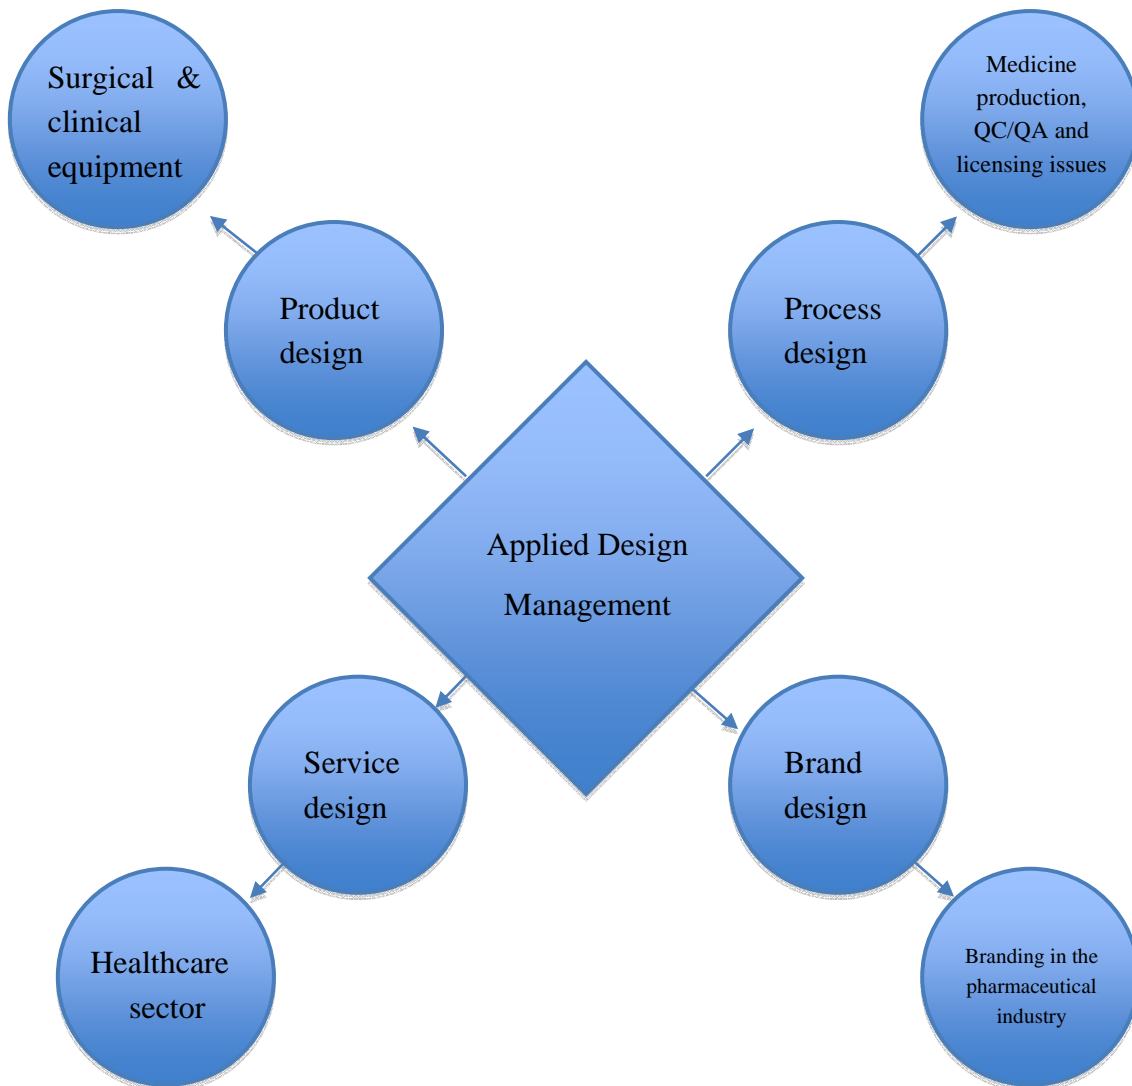 Surgical &
clinical
equipment
Medicine
production,
QC/QA and
licensing issues
Product
design
Process
design
Applied Design
Management
Service
design
Brand
design
Healthcare
sector
Branding in the
pharmaceutical
industry